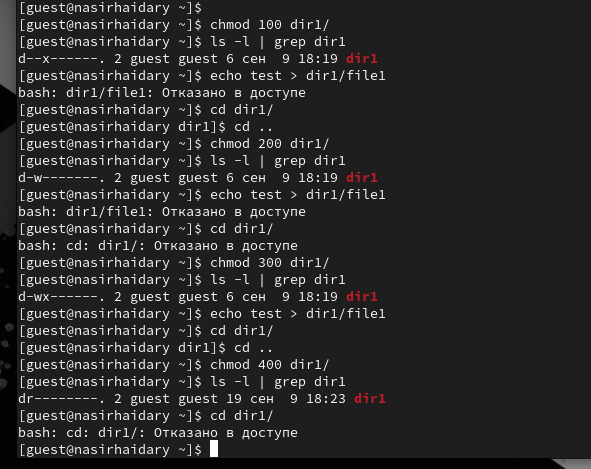 [guest@nasirhaidary ~]$
[guest@nasirhaidary ~]$ chmod 100 dir1/
[guest@nasirhaidary ~]$ ls -l | grep dir1
d--x------. 2 guest guest 6 сен  9 18:19 dir1
[guest@nasirhaidary ~]$ echo test > dir1/file1
bash: dir1/file1: Отказано в доступе
[guest@nasirhaidary ~]$ cd dir1/
[guest@nasirhaidary dir1]$ cd ..
[guest@nasirhaidary ~]$ chmod 200 dir1/
[guest@nasirhaidary ~]$ ls -l | grep dir1
d-w-------. 2 guest guest 6 сен  9 18:19 dir1
[guest@nasirhaidary ~]$ echo test > dir1/file1
bash: dir1/file1: Отказано в доступе
[guest@nasirhaidary ~]$ cd dir1/
bash: cd: dir1/: Отказано в доступе
[guest@nasirhaidary ~]$ chmod 300 dir1/
[guest@nasirhaidary ~]$ ls -l | grep dir1
d-wx------. 2 guest guest 6 сен  9 18:19 dir1
[guest@nasirhaidary ~]$ echo test > dir1/file1
[guest@nasirhaidary ~]$ cd dir1/
[guest@nasirhaidary dir1]$ cd ..
[guest@nasirhaidary ~]$ chmod 400 dir1/
[guest@nasirhaidary ~]$ ls -l | grep dir1
dr--------. 2 guest guest 19 сен  9 18:23 dir1
[guest@nasirhaidary ~]$ cd dir1/
bash: cd: dir1/: Отказано в доступе
[guest@nasirhaidary ~]$